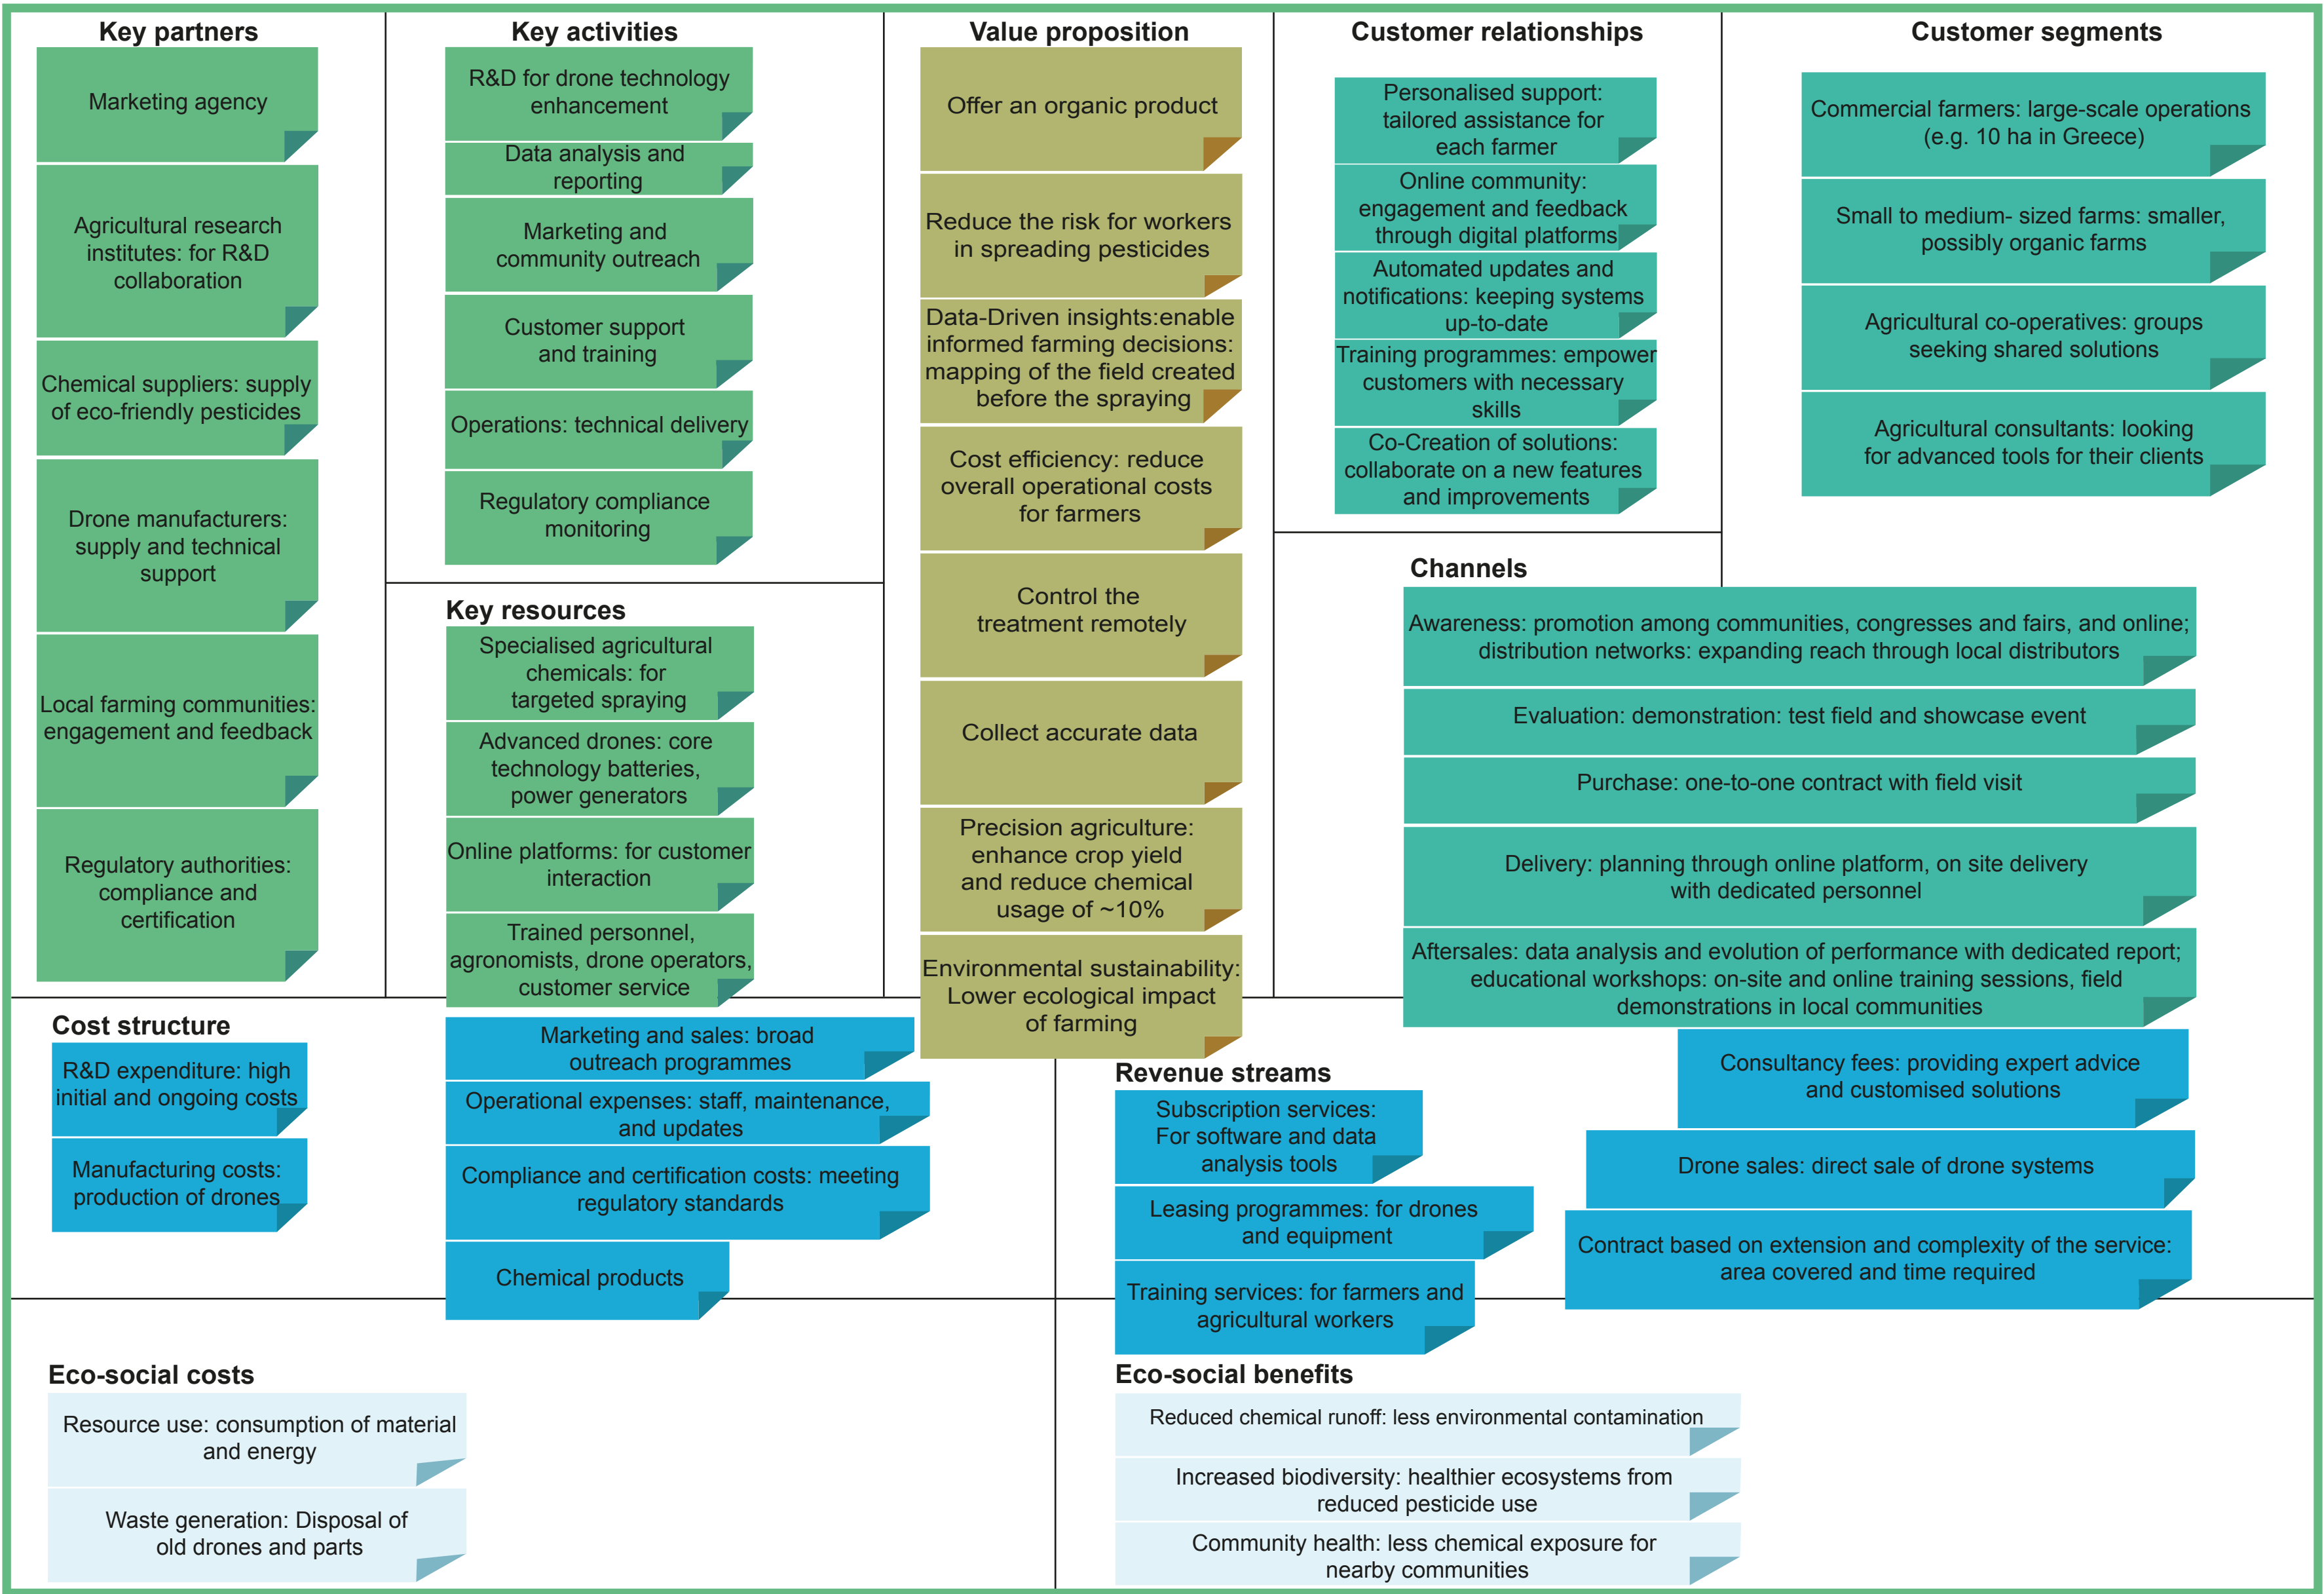 Key partners
Marketing agency
Agricultural research
institutes: for R&D
collaboration
Chemical suppliers: supply
of eco-friendly pesticides
Drone manufacturers:
supply and technical
support
Local farming communities:
engagement and feedback
Regulatory authorities:
compliance and
certification
Key activities
R&D for drone technology
enhancement
Data analysis and
reporting
Marketing and
community outreach
Customer support
and training
Operations: technical delivery
Regulatory compliance
monitoring
Key resources
Specialised agricultural
chemicals: for
targeted spraying
Advanced drones: core
technology batteries,
power generators
Online platforms: for customer
interaction
Trained personnel,
agronomists, drone operators,
customer service
Value proposition
Offer an organic product
Reduce the risk for workers
in spreading pesticides
Data-Driven insights:enable
informed farming decisions:
mapping of the field created
before the spraying
Cost efficiency: reduce
overall operational costs
for farmers
Control the
treatment remotely
Collect accurate data
Precision agriculture:
enhance crop yield
and reduce chemical
usage of ~10%
Environmental sustainability:
Lower ecological impact
of farming
Customer relationships
Personalised support:
tailored assistance for
each farmer
Online community:
engagement and feedback
through digital platforms
Automated updates and
notifications: keeping systems
up-to-date
Training programmes: empower
customers with necessary
skills
Co-Creation of solutions:
collaborate on a new features
and improvements
Customer segments
Commercial farmers: large-scale operations
(e.g. 10 ha in Greece)
Small to medium- sized farms: smaller,
possibly organic farms
Agricultural co-operatives: groups
seeking shared solutions
Agricultural consultants: looking
for advanced tools for their clients
Channels
Awareness: promotion among communities, congresses and fairs, and online;
distribution networks: expanding reach through local distributors
Evaluation: demonstration: test field and showcase event
Purchase: one-to-one contract with field visit
Delivery: planning through online platform, on site delivery
with dedicated personnel
Aftersales: data analysis and evolution of performance with dedicated report;
educational workshops: on-site and online training sessions, field
demonstrations in local communities
Cost structure
R&D expenditure: high
initial and ongoing costs
Manufacturing costs:
production of drones
Marketing and sales: broad
outreach programmes
Operational expenses: staff, maintenance,
and updates
Compliance and certification costs: meeting
regulatory standards
Chemical products
Revenue streams
Subscription services:
For software and data
analysis tools
Leasing programmes: for drones
and equipment
Training services: for farmers and
agricultural workers
Consultancy fees: providing expert advice
and customised solutions
Drone sales: direct sale of drone systems
Contract based on extension and complexity of the service:
area covered and time required
Eco-social costs
Resource use: consumption of material
and energy
Waste generation: Disposal of
old drones and parts
Eco-social benefits
Reduced chemical runoff: less environmental contamination
Increased biodiversity: healthier ecosystems from
reduced pesticide use
Community health: less chemical exposure for
nearby communities